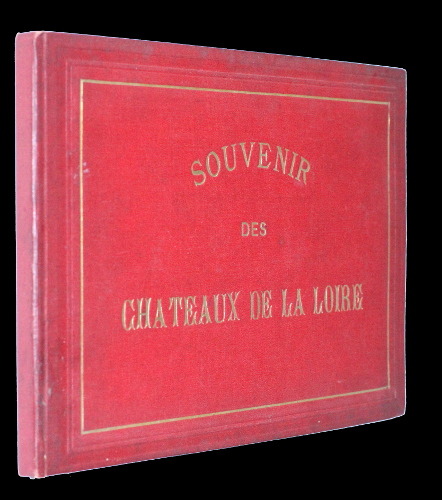 SOUVENIR
DES
CHATEAUX DE LA LOIRE